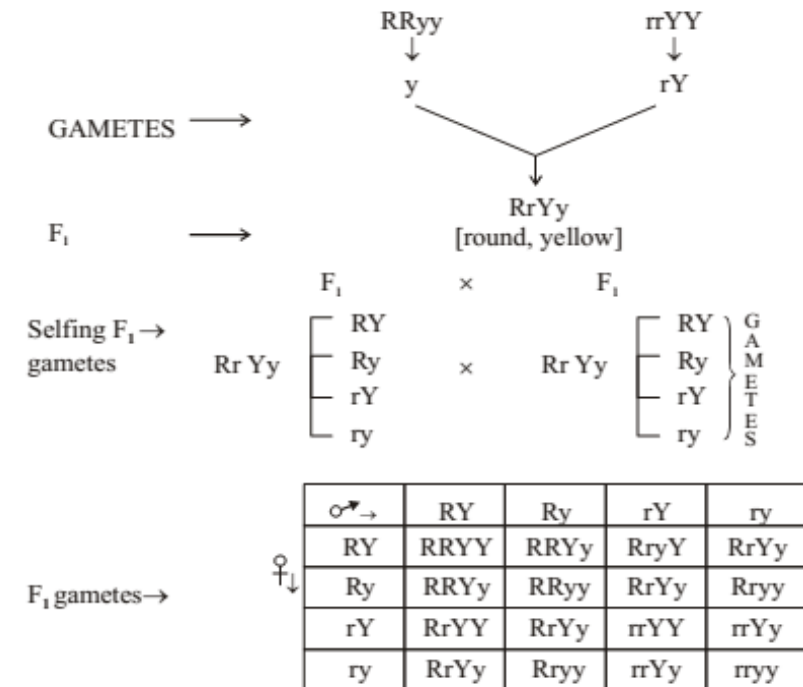 RRyy rrYY
↓ ↓
y rY
GAMETES →
RrYy
F₁ → [round, yellow]
F₁ × F₁
Selfing F₁→
gametes
Rr Yy RY Ry rY ry × Rr Yy RY Ry rY ry GAMETES
♂→ RY Ry rY ry
♀↓
RY RRYY RRYy RryY RrYy
F₁ gametes→
Ry RRYy RRyy RrYy Rryy
rY RrYY RrYy rrYY rrYy
ry RrYy Rryy rrYy rryy